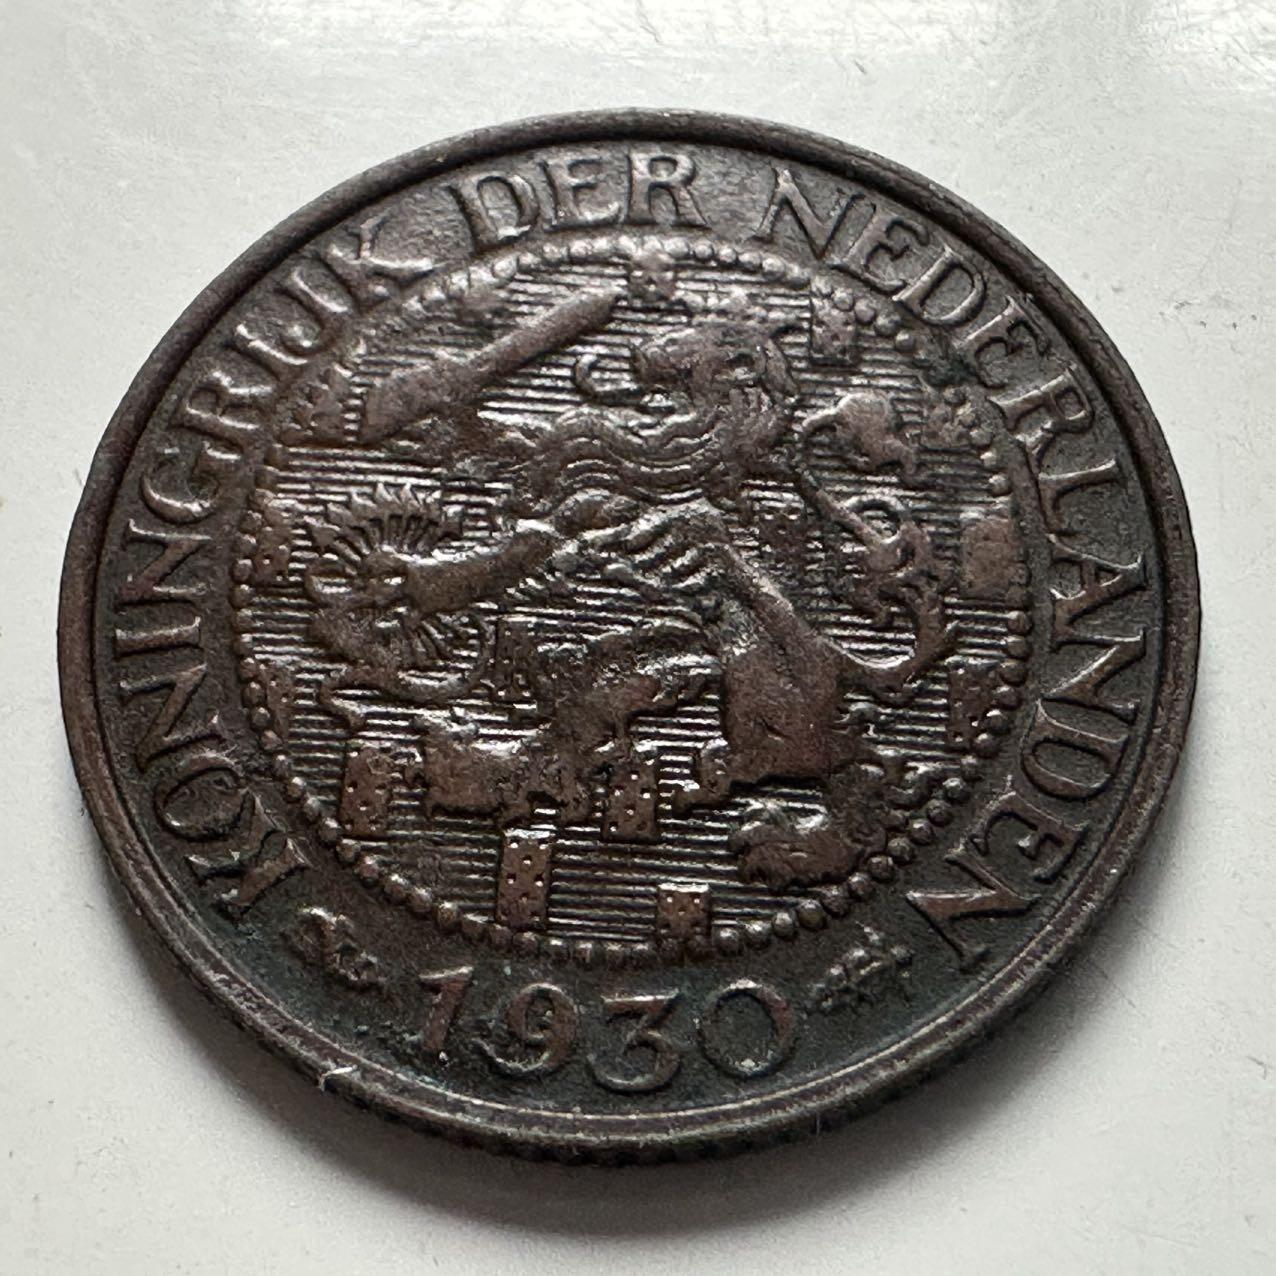 KONINGRIJK DER NEDERLANDEN
1930